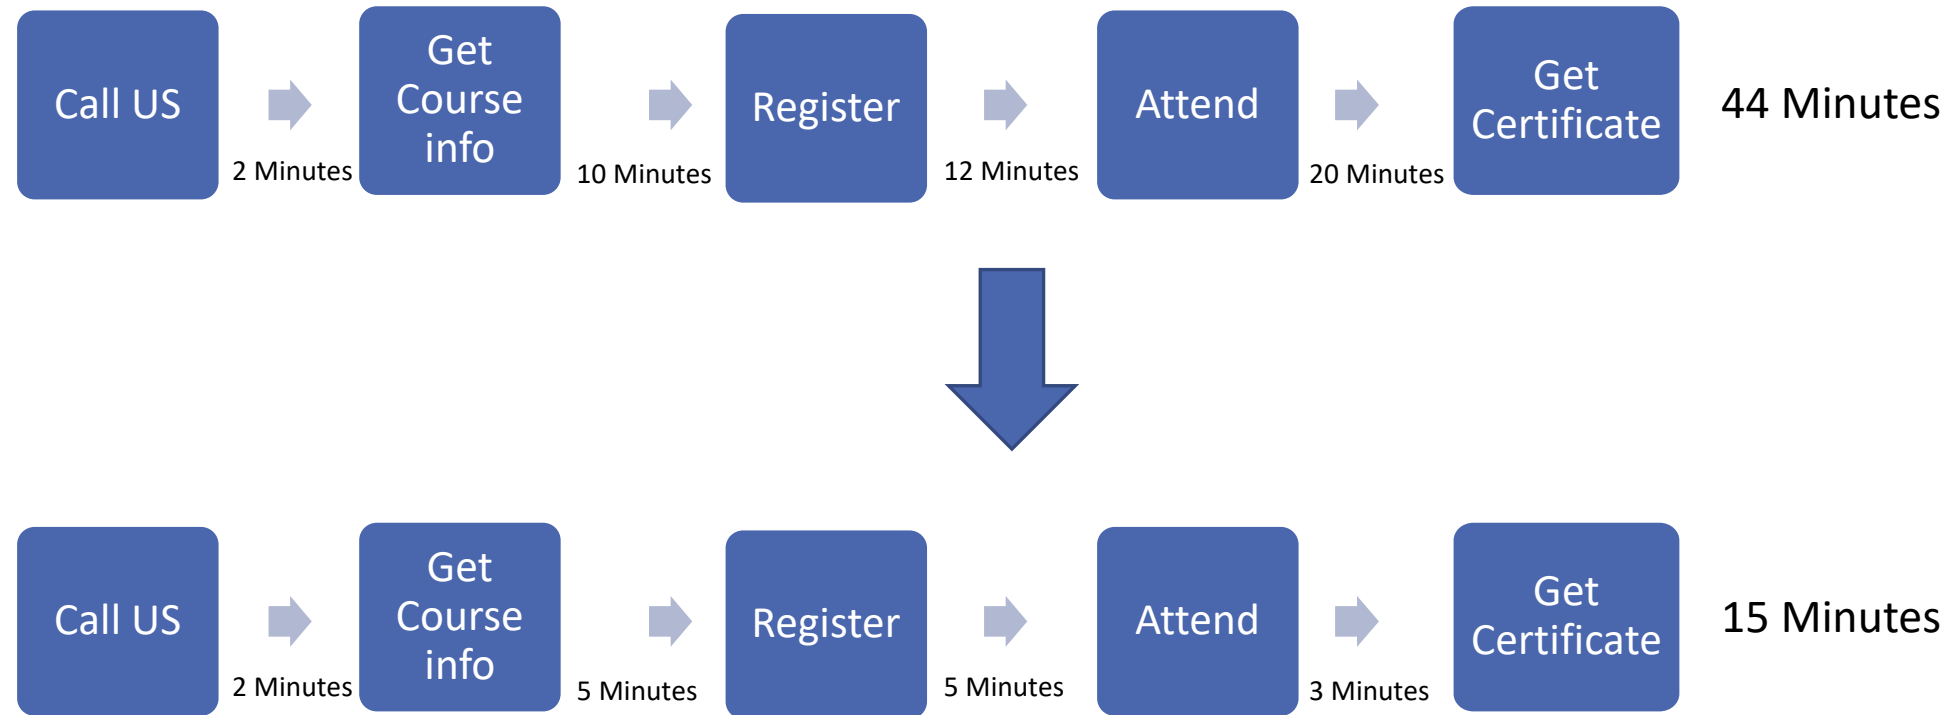 Call US
2 Minutes
Get
Course
info
10 Minutes
Register
12 Minutes
Attend
20 Minutes
Get
Certificate
44 Minutes
Call US
2 Minutes
Get
Course
info
5 Minutes
Register
5 Minutes
Attend
3 Minutes
Get
Certificate
15 Minutes